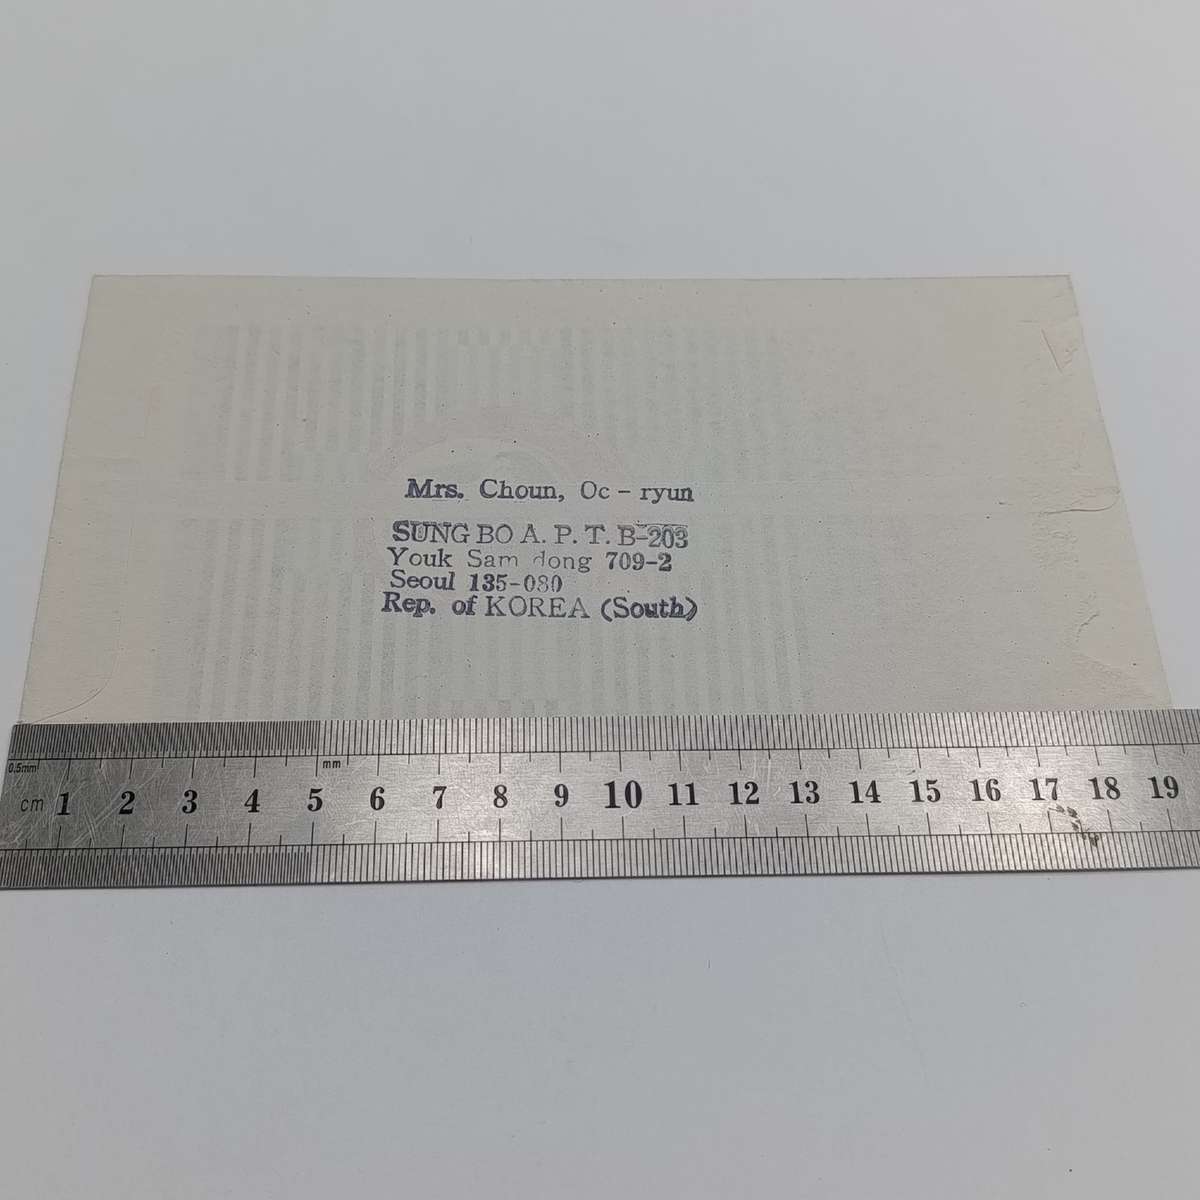 Mrs. Choun, Oc - ryun
SUNG BO A. P. T. B-203
Youk Sam dong 709-2
Seoul 135-080
Rep. of KOREA (South)
0.5mm mm
cm 1 2 3 4 5 6 7 8 9 10 11 12 13 14 15 16 17 18 19